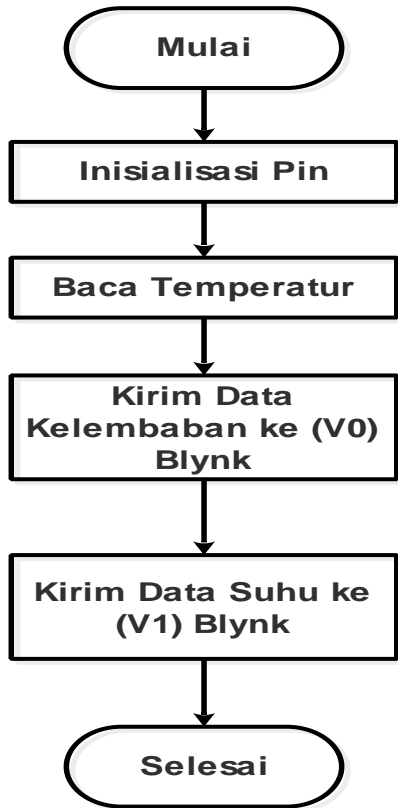 Mulai
Inisialisasi Pin
Baca Temperatur
Kirim Data
Kelembaban ke (V0)
Blynk
Kirim Data Suhu ke
(V1) Blynk
Selesai